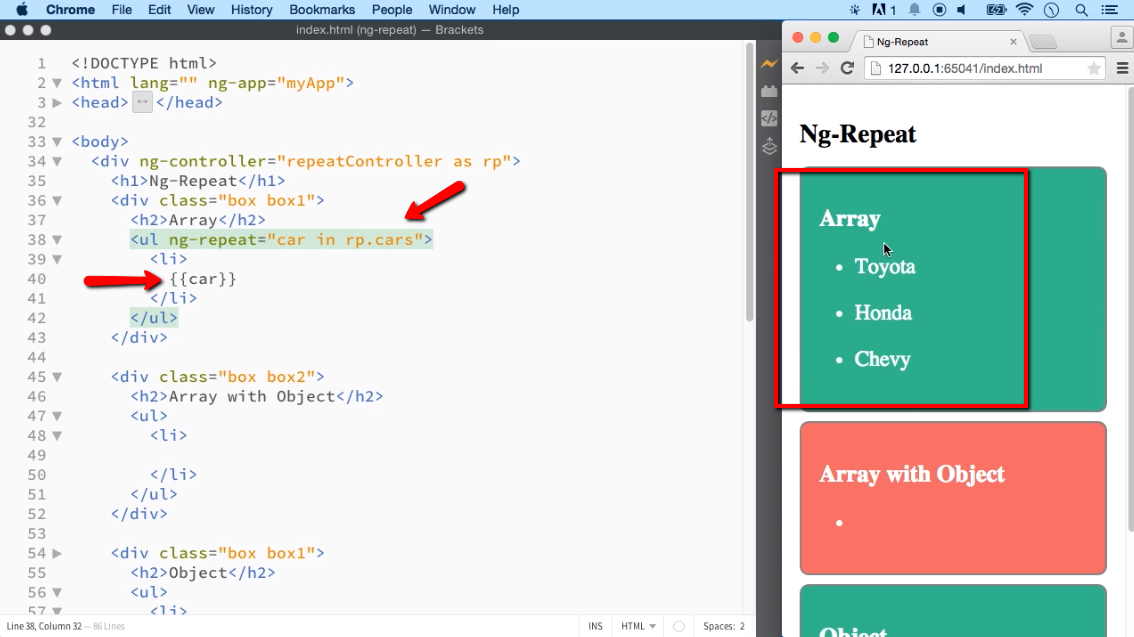 Chrome File Edit View History Bookmarks People Window Help
1
index.html (ng-repeat) — Brackets
1 <!DOCTYPE html>
2 <html lang="" ng-app="myApp">
3 <head> </head>
32
33 <body>
34 <div ng-controller="repeatController as rp">
35 <h1>Ng-Repeat</h1>
36 <div class="box box1">
37 <h2>Array</h2>
38 <ul ng-repeat="car in rp.cars">
39 <li>
40 {{car}}
41 </li>
42 </ul>
43 </div>
44
45 <div class="box box2">
46 <h2>Array with Object</h2>
47 <ul>
48 <li>
49
50 </li>
51 </ul>
52 </div>
53
54 <div class="box box1">
55 <h2>Object</h2>
56 <ul>
57 <li>
Line 38, Column 32 — 86 Lines
INS HTML Spaces: 2
Ng-Repeat
127.0.0.1:65041/index.html
Ng-Repeat
Array
• Toyota
• Honda
• Chevy
Array with Object
•
Object